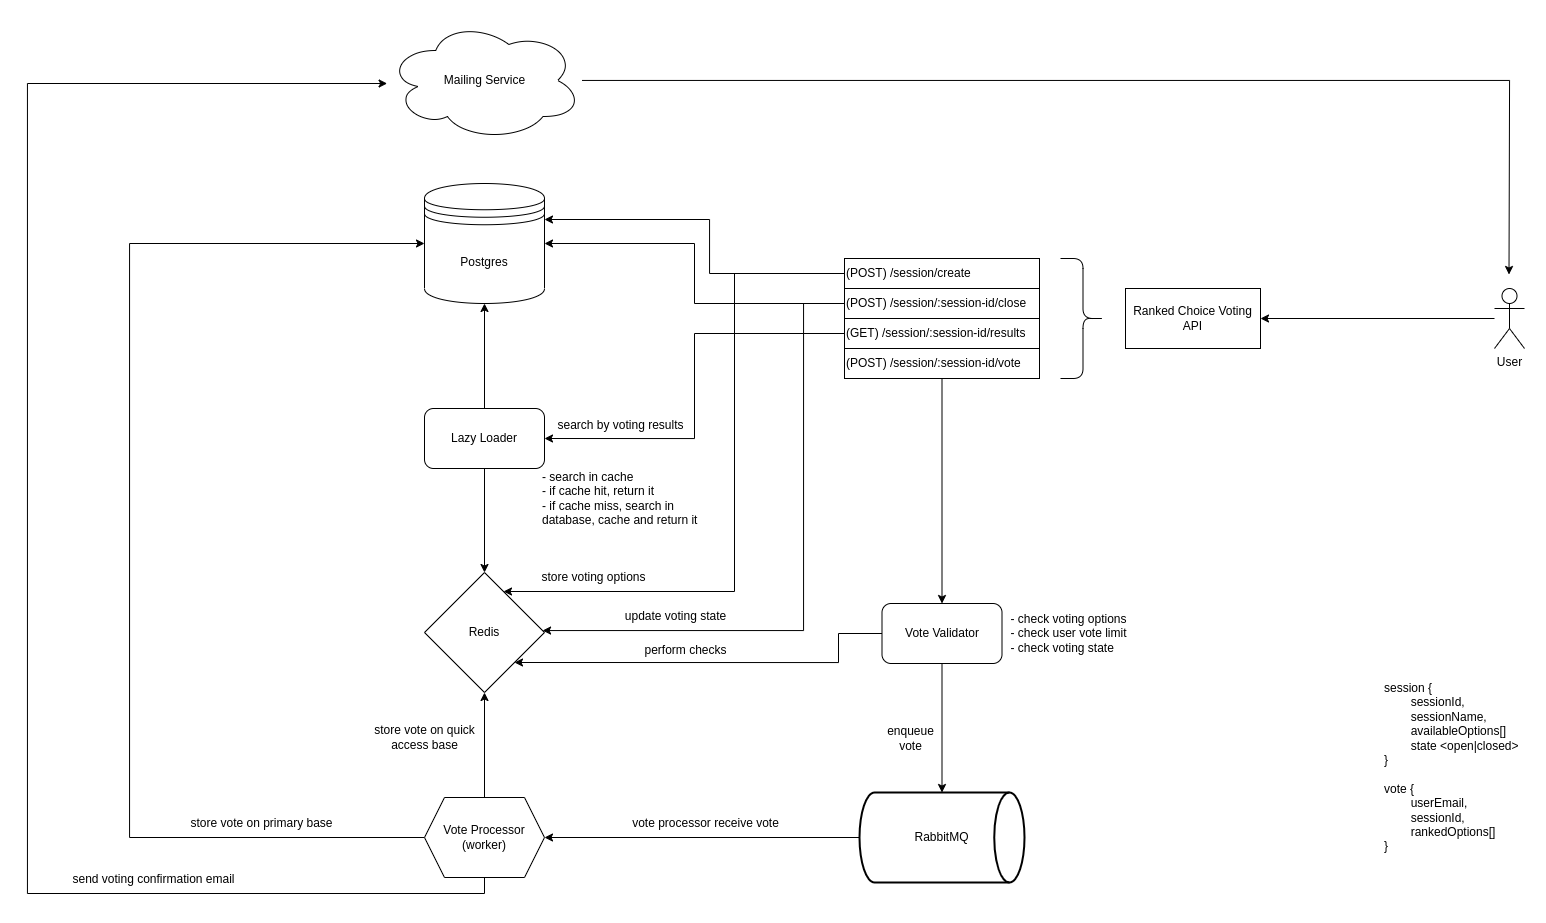 Mailing Service
Postgres
(POST) /session/create
(POST) /session/:session-id/close
(GET) /session/:session-id/results
(POST) /session/:session-id/vote
Ranked Choice Voting
API
User
Lazy Loader
search by voting results
- search in cache
- if cache hit, return it
- if cache miss, search in
database, cache and return it
store voting options
update voting state
Redis
perform checks
Vote Validator
- check voting options
- check user vote limit
- check voting state
store vote on quick
access base
enqueue
vote
session {
sessionId,
sessionName,
availableOptions[]
state <open|closed>
}
vote {
userEmail,
sessionId,
rankedOptions[]
}
store vote on primary base
Vote Processor
(worker)
vote processor receive vote
RabbitMQ
send voting confirmation email